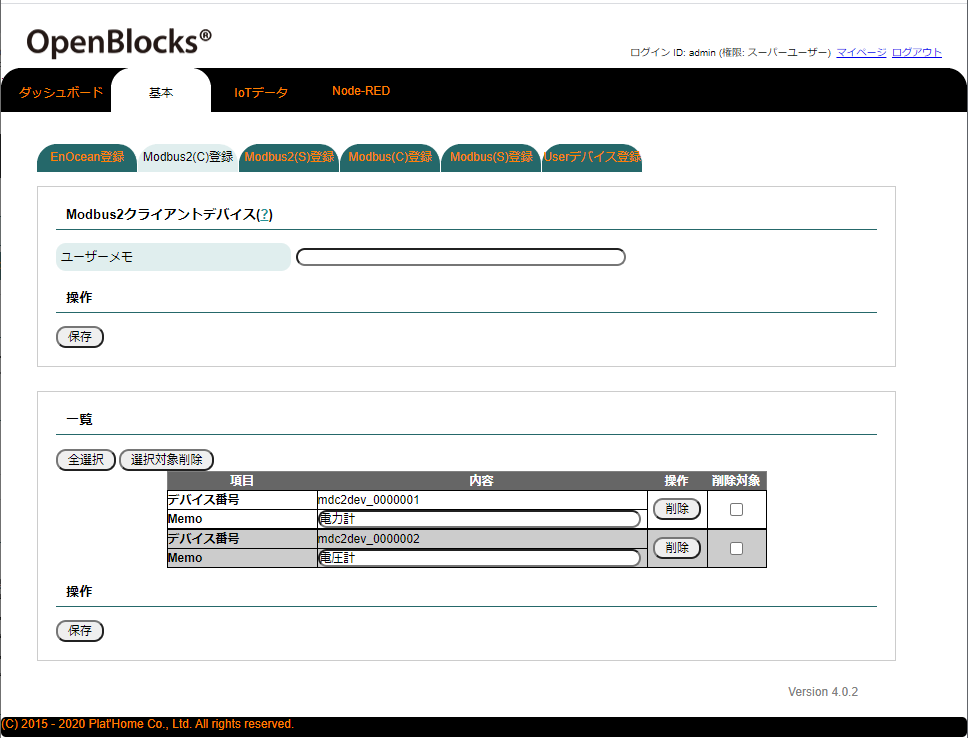 OpenBlocks®
ログイン ID: admin (権限: スーパーユーザー) マイページ ログアウト
ダッシュボード 基本 IoTデータ Node-RED
EnOcean登録 Modbus2(C)登録 Modbus2(S)登録 Modbus(C)登録 Modbus(S)登録 Userデバイス登録
Modbus2クライアントデバイス(?)
ユーザーメモ
操作
保存
一覧
全選択 選択対象削除
項目 内容 操作 削除対象
デバイス番号 mdc2dev_0000001 削除
Memo 電力計
デバイス番号 mdc2dev_0000002 削除
Memo 電圧計
操作
保存
Version 4.0.2
(C) 2015 - 2020 Plat'Home Co., Ltd. All rights reserved.